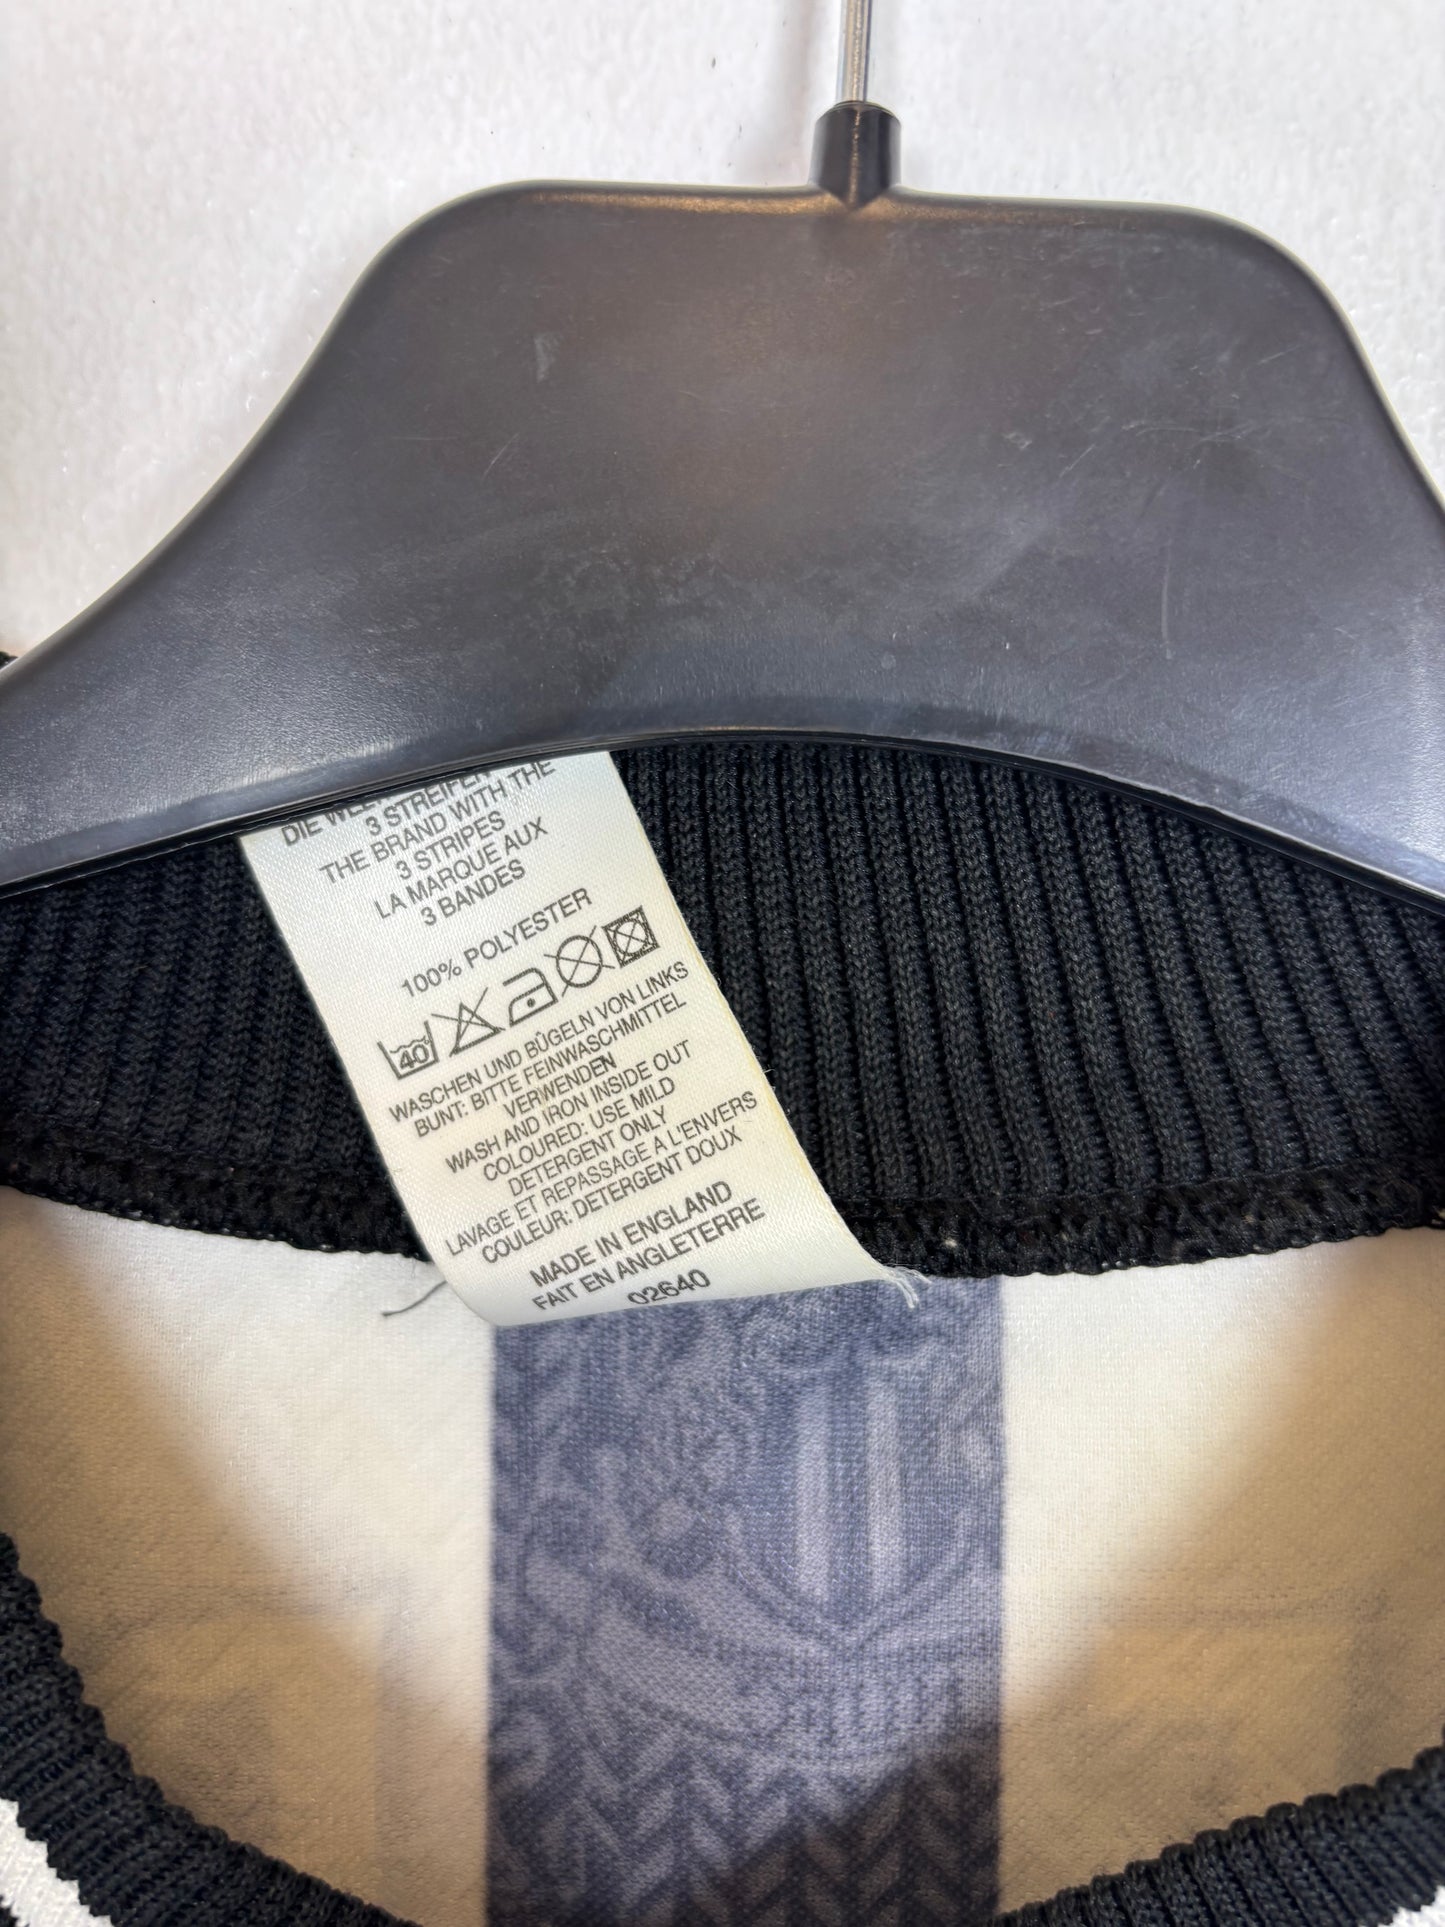 3 STREIFEN
THE BRAND WITH THE
3 STRIPES
LA MARQUE AUX
3 BANDES
100% POLYESTER
40
WASCHEN UND BÛGELN VON LINKS
BUNT: BITTE FEINWASCHMITTEL
VERWENDEN
WASH AND IRON INSIDE OUT
COLOURED: USE MILD
DETERGENT ONLY
LAVAGE ET REPASSAGE A L'ENVERS
COULEUR: DETERGENT DOUX
MADE IN ENGLAND
FAIT EN ANGLETERRE
02640